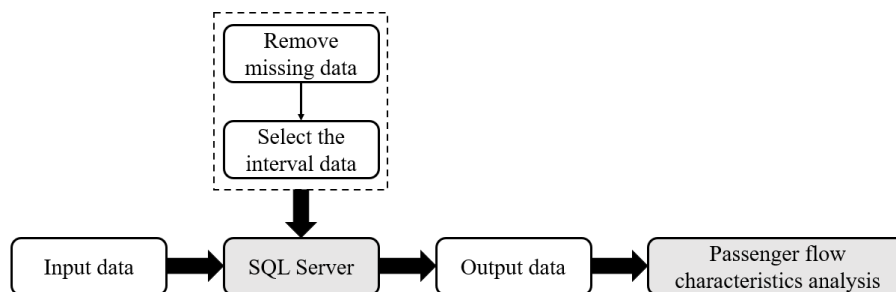 Remove
missing data
Select the
interval data
Input data
SQL Server
Output data
Passenger flow
characteristics analysis